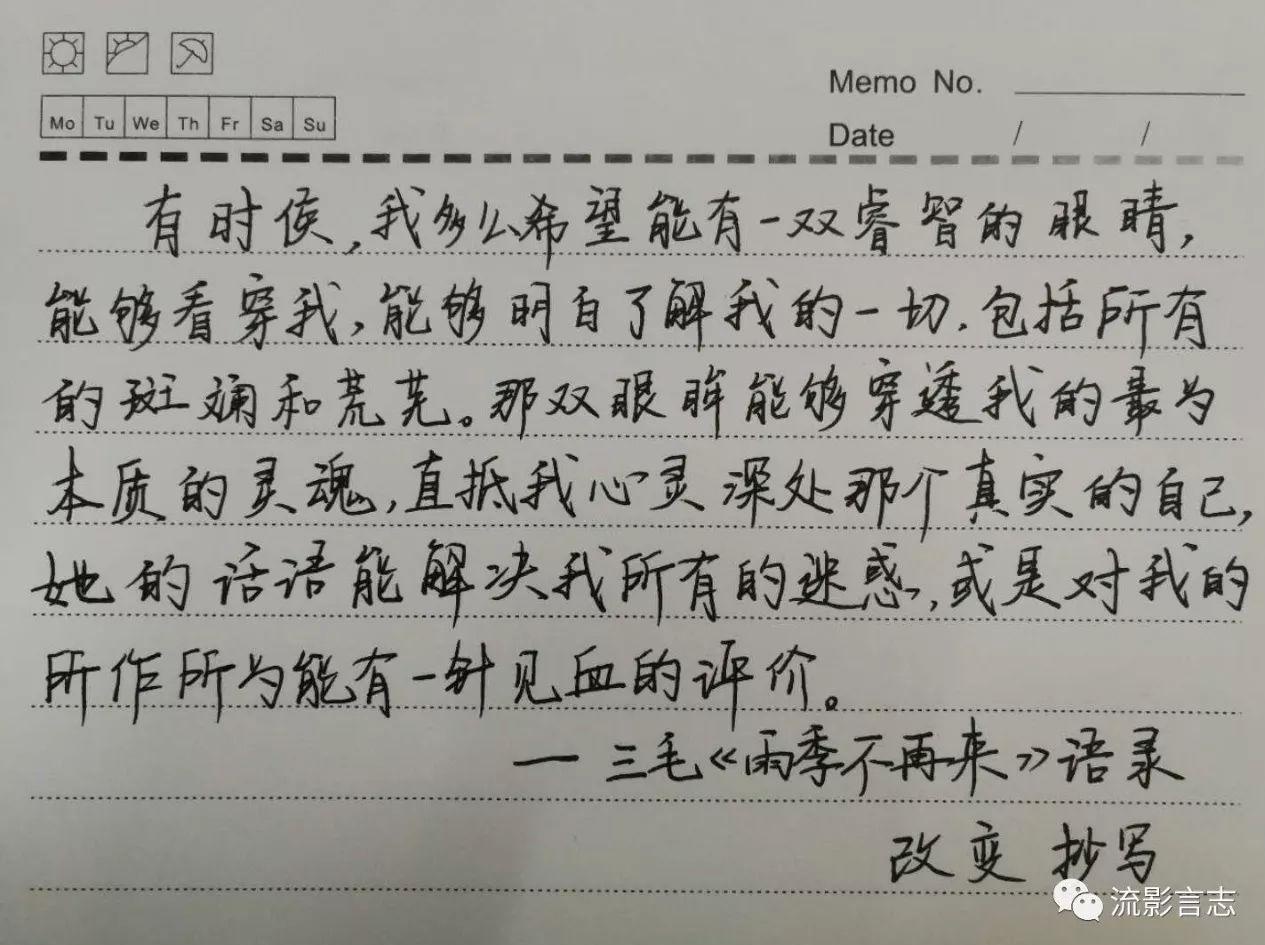 Memo No.
Mo Tu We Th Fr Sa Su
Date / /
有时候,我多么希望能有一双睿智的眼睛,
能够看穿我,能够明白了解我的一切.包括所有
的斑斓和荒芜。那双眼眸能够穿透我的最为
本质的灵魂,直抵我心灵深处那个真实的自己,
她的话语能解决我所有的迷惑,或是对我的
所作所为能有一针见血的评价。
— 三毛《雨季不再来》语录
改变 抄写
流影言志